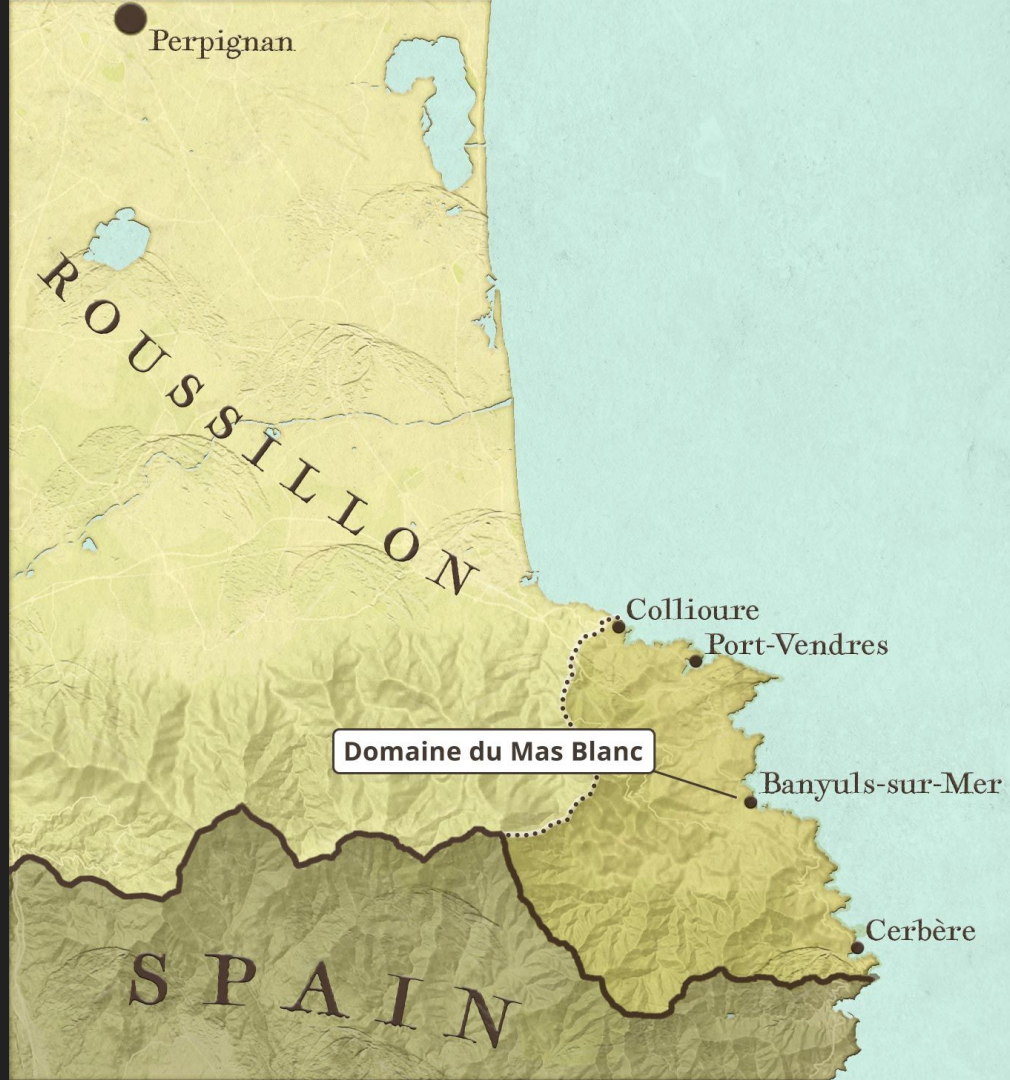 Perpignan
ROUSSILLON
Collioure
Port-Vendres
Domaine du Mas Blanc
Banyuls-sur-Mer
Cerbère
SPAIN